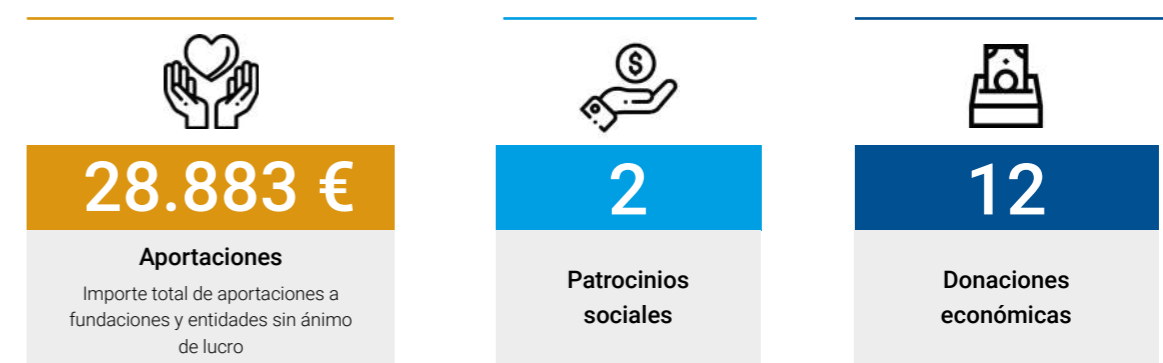 28.883 €
Aportaciones
Importe total de aportaciones a
fundaciones y entidades sin ánimo
de lucro
2
Patrocinios
sociales
12
Donaciones
económicas